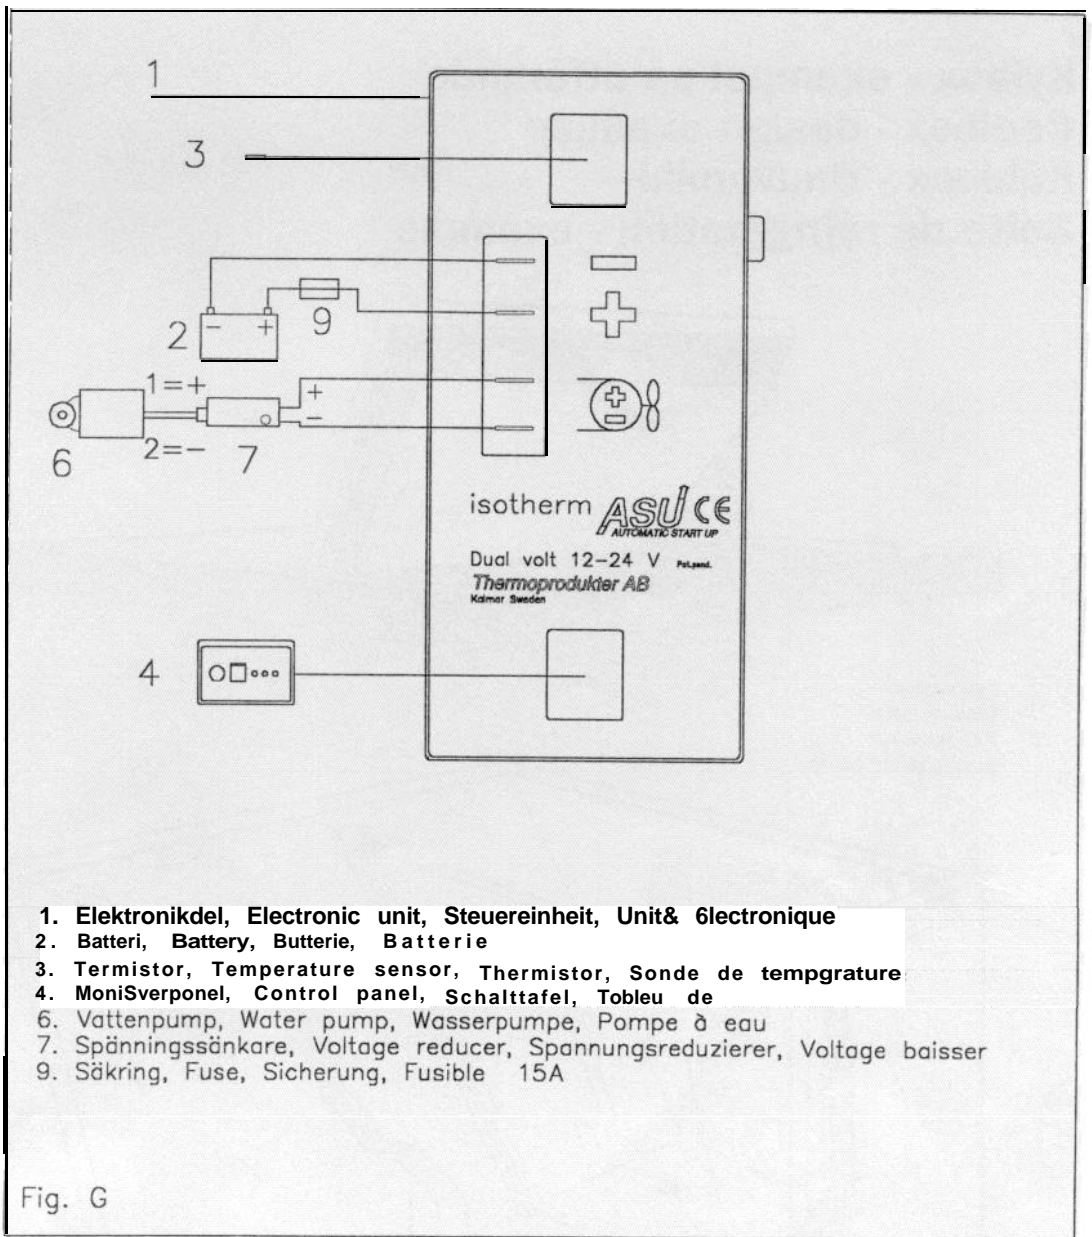 1
3
2
- +
9
1=+
+
2=-
-
6
7
isotherm ASU CE
AUTOMATIC START UP
Dual volt 12-24 V Pat.pend.
Thermoprodukter AB
Kalmar Sweden
4
1. Elektronikdel, Electronic unit, Steuereinheit, Unit& 6lectronique
2. Batteri, Battery, Butterie, Batterie
3. Termistor, Temperature sensor, Thermistor, Sonde de tempgrature
4. MoniSverponel, Control panel, Schalttafel, Tobleu de
6. Vattenpump, Water pump, Wasserpumpe, Pompe à eau
7. Spänningssänkare, Voltage reducer, Spannungsreduzierer, Voltage baisser
9. Säkring, Fuse, Sicherung, Fusible 15A
Fig. G